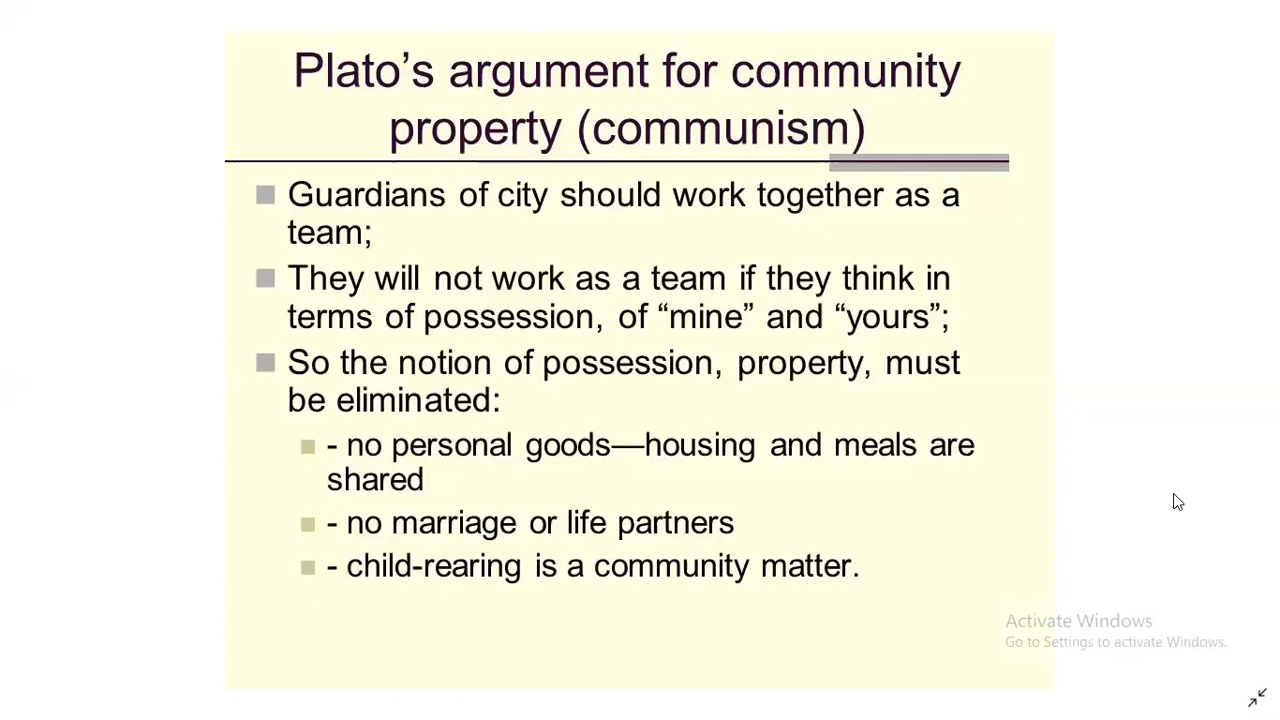 Plato’s argument for community
property (communism)
Guardians of city should work together as a
team;
They will not work as a team if they think in
terms of possession, of “mine” and “yours”;
So the notion of possession, property, must
be eliminated:
- no personal goods—housing and meals are
shared
- no marriage or life partners
- child-rearing is a community matter.
Activate Windows
Go to Settings to activate Windows.